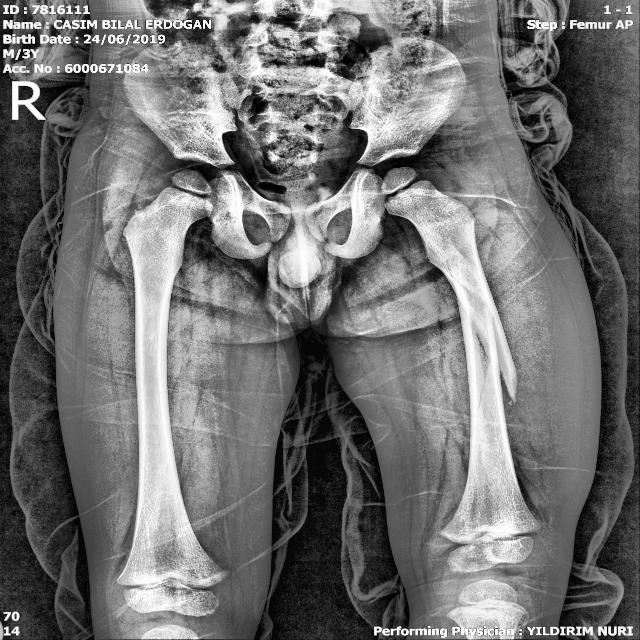 ID : 7816111
1 - 1
Name : CASIM BILAL ERDOGAN
Step : Femur AP
Birth Date : 24/06/2019
M/3Y
Acc. No : 6000671084
R
70
14
Performing Physician : YILDIRIM NURI